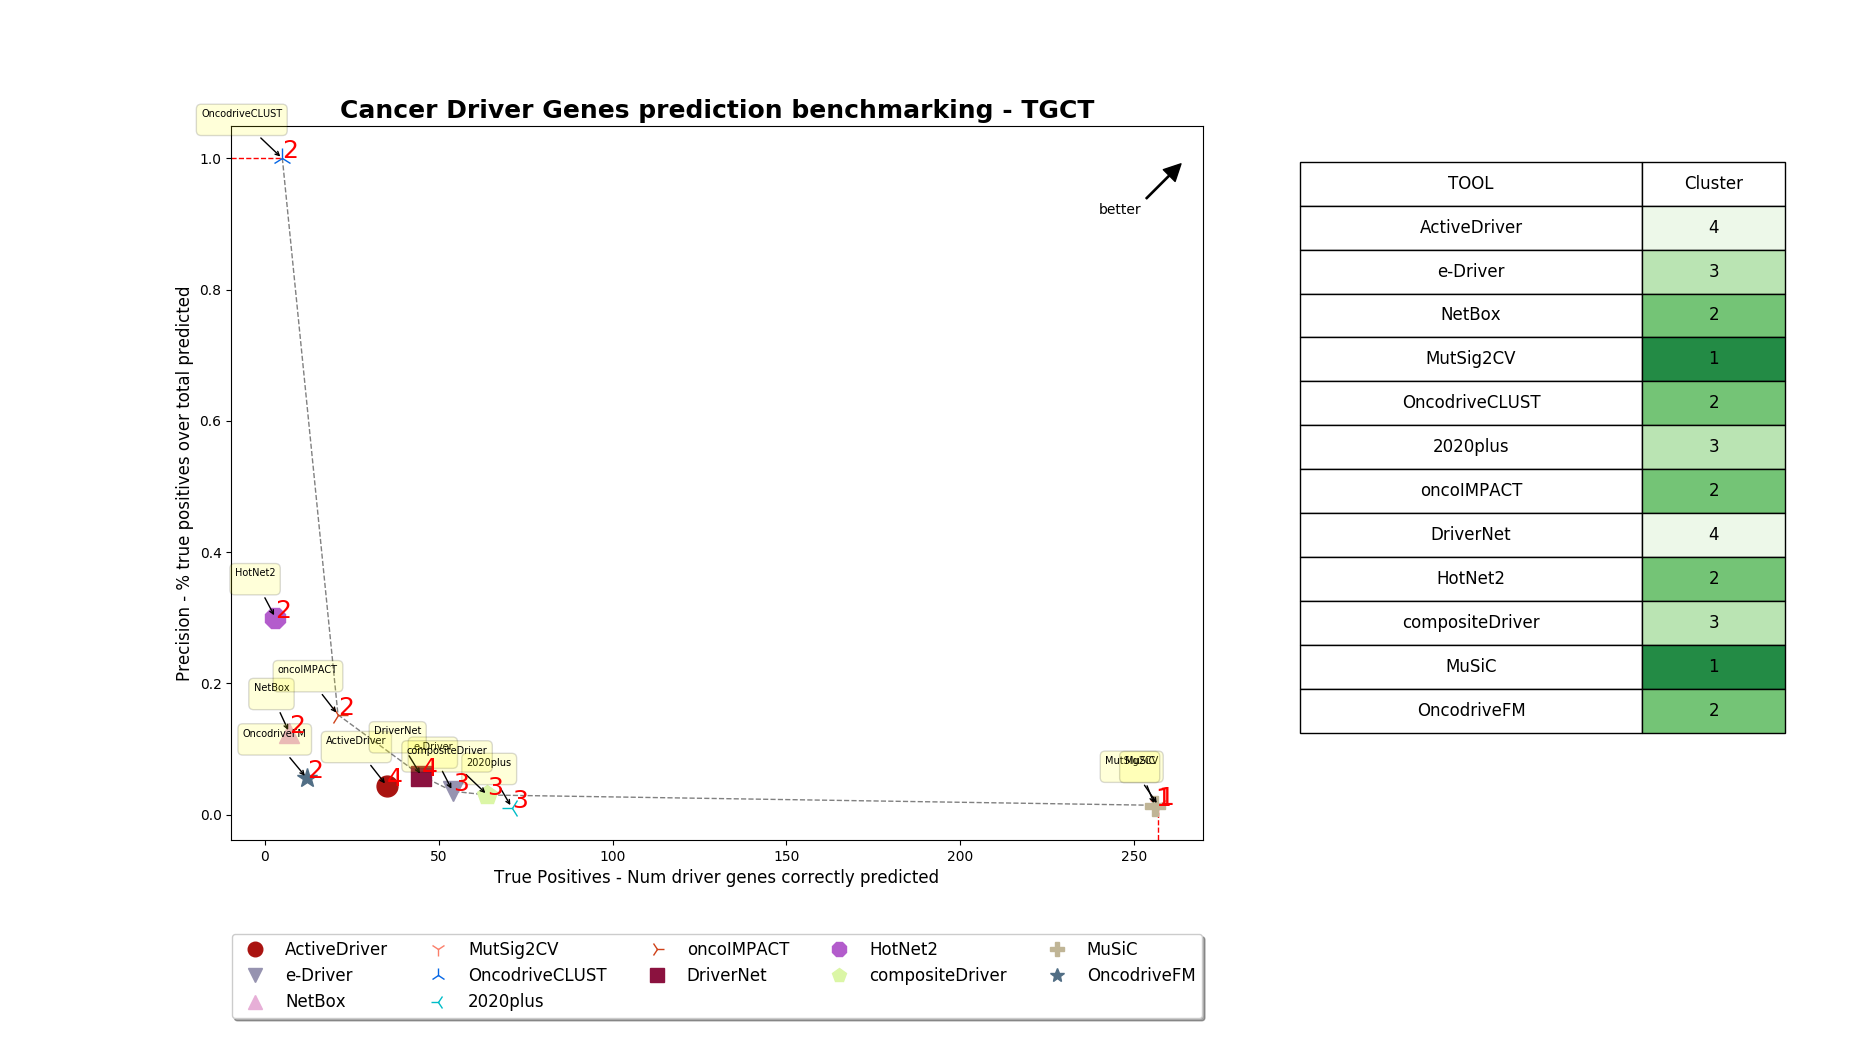 Cancer Driver Genes prediction benchmarking - TGCT
OncodriveCLUST
2
1.0
better
0.8
0.6
0.4
0.2
0.0
Precision - % true positives over total predicted
HotNet2
2
oncoIMPACT
2
NetBox
2
OncodriveFM
2
ActiveDriver
4
DriverNet
4
e-Driver
3
compositeDriver
3
2020plus
3
MutSig2CV
1
MuSiC
1
0 50 100 150 200 250
True Positives - Num driver genes correctly predicted
ActiveDriver MutSig2CV oncoIMPACT HotNet2 MuSiC
e-Driver OncodriveCLUST DriverNet compositeDriver OncodriveFM
NetBox 2020plus
TOOL Cluster
ActiveDriver 4
e-Driver 3
NetBox 2
MutSig2CV 1
OncodriveCLUST 2
2020plus 3
oncoIMPACT 2
DriverNet 4
HotNet2 2
compositeDriver 3
MuSiC 1
OncodriveFM 2